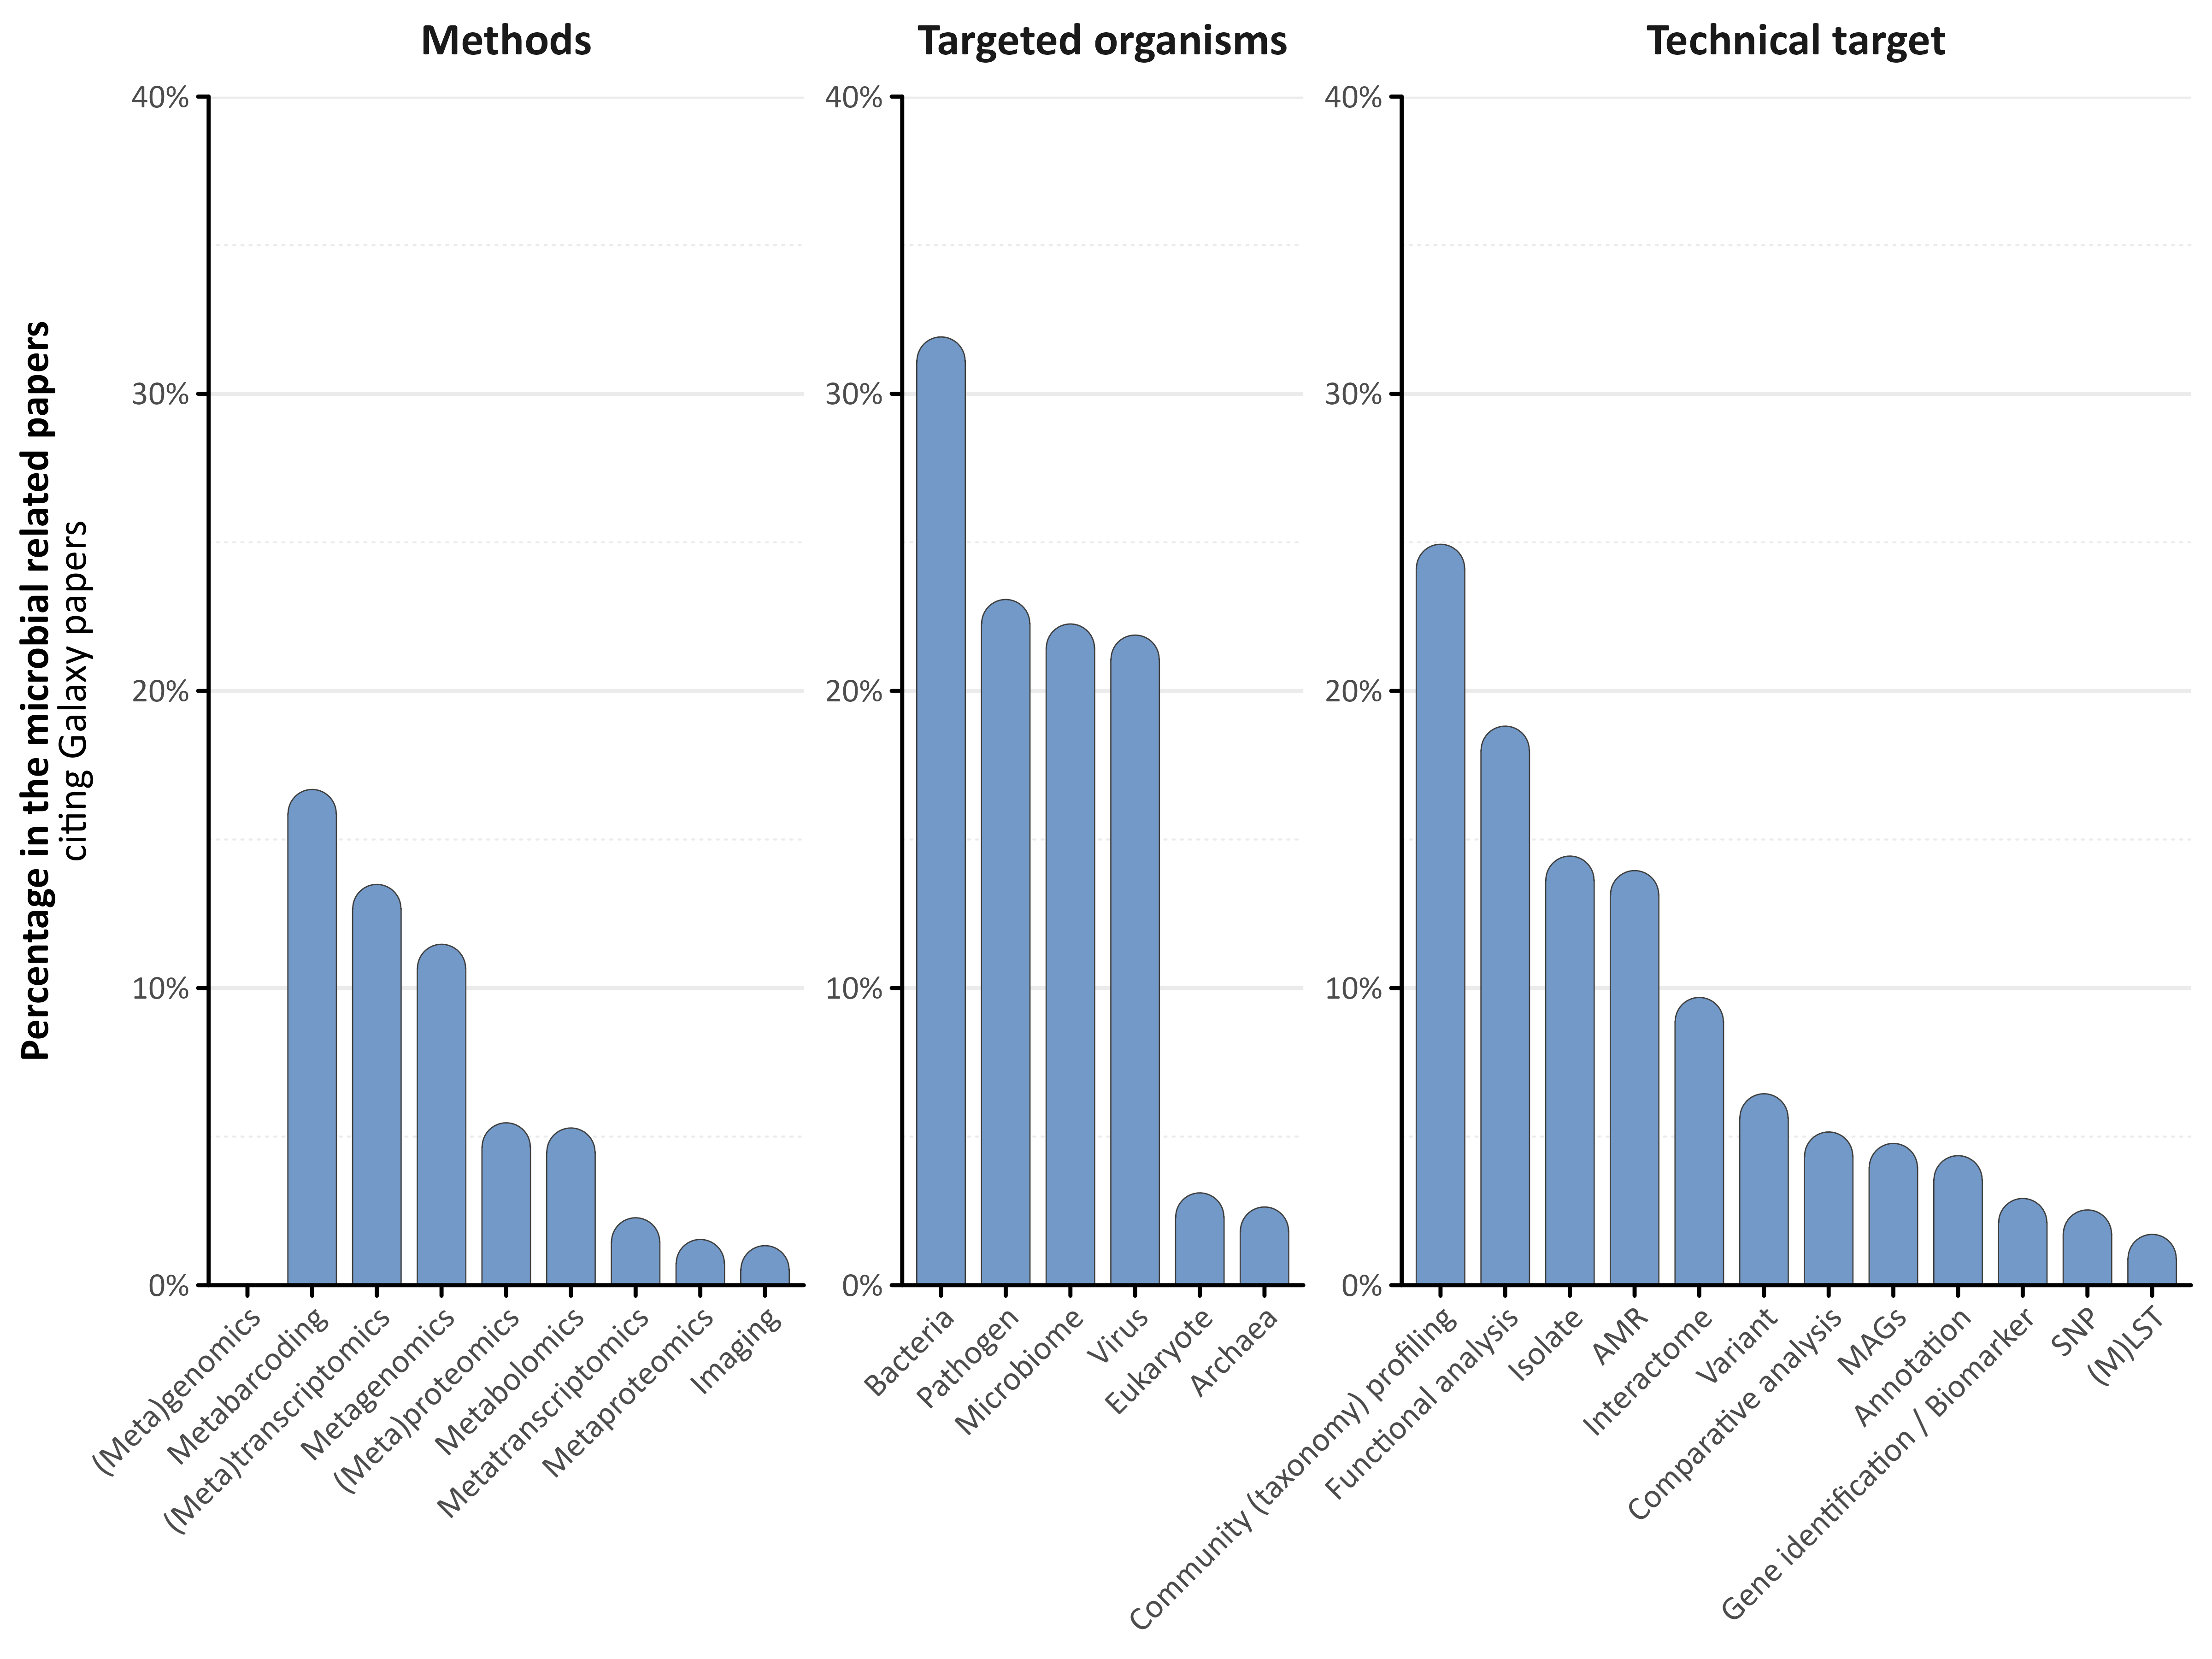 Methods
Targeted organisms
Technical target
Percentage in the microbial related papers
citing Galaxy papers
40%
30%
20%
10%
0%
40%
30%
20%
10%
0%
40%
30%
20%
10%
0%
(Meta)genomics
Metabarcoding
(Meta)transcriptomics
Metagenomics
(Meta)proteomics
Metabolomics
Metatranscriptomics
Metaproteomics
Imaging
Bacteria
Pathogen
Microbiome
Virus
Eukaryote
Archaea
Community (taxonomy) profiling
Functional analysis
Isolate
AMR
Interactome
Variant
Comparative analysis
MAGs
Annotation
Gene identification / Biomarker
SNP
(M)LST